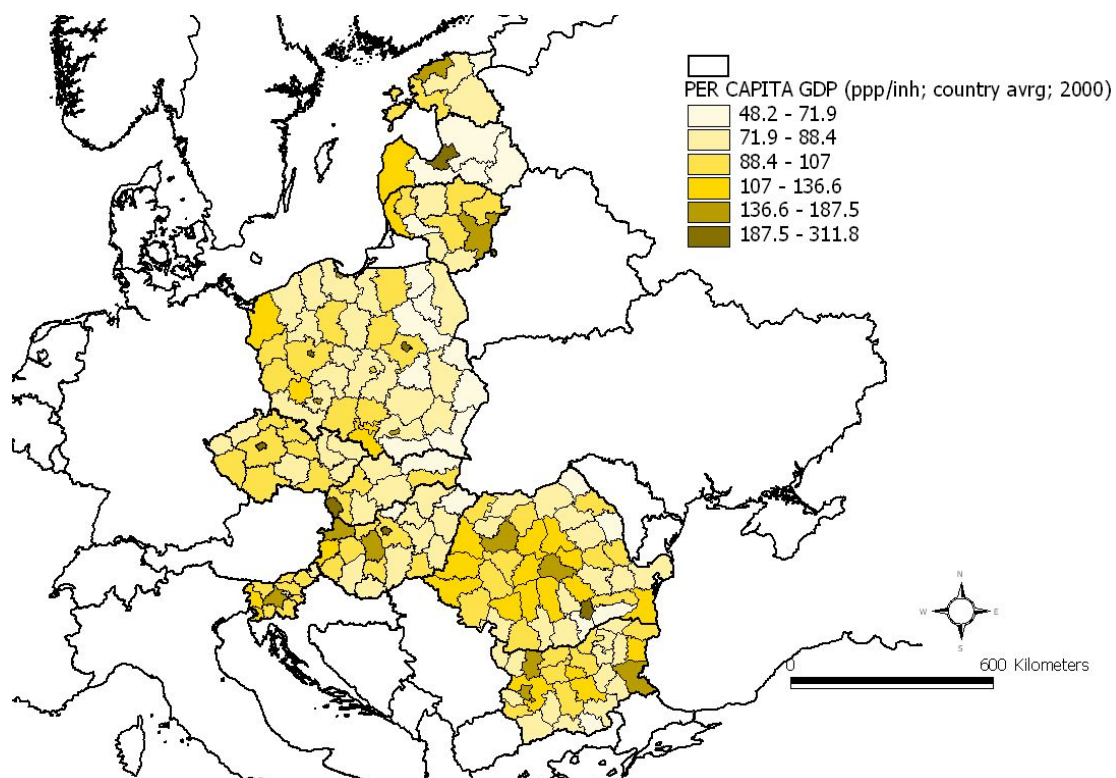 PER CAPITA GDP (ppp/inh; country avrg; 2000)
48.2 - 71.9
71.9 - 88.4
88.4 - 107
107 - 136.6
136.6 - 187.5
187.5 - 311.8
N
W E
S
0 600 Kilometers